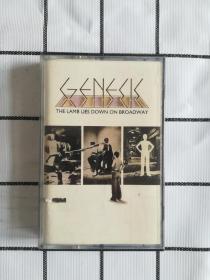 GENESIS
THE LAMB LIES DOWN ON BROADWAY